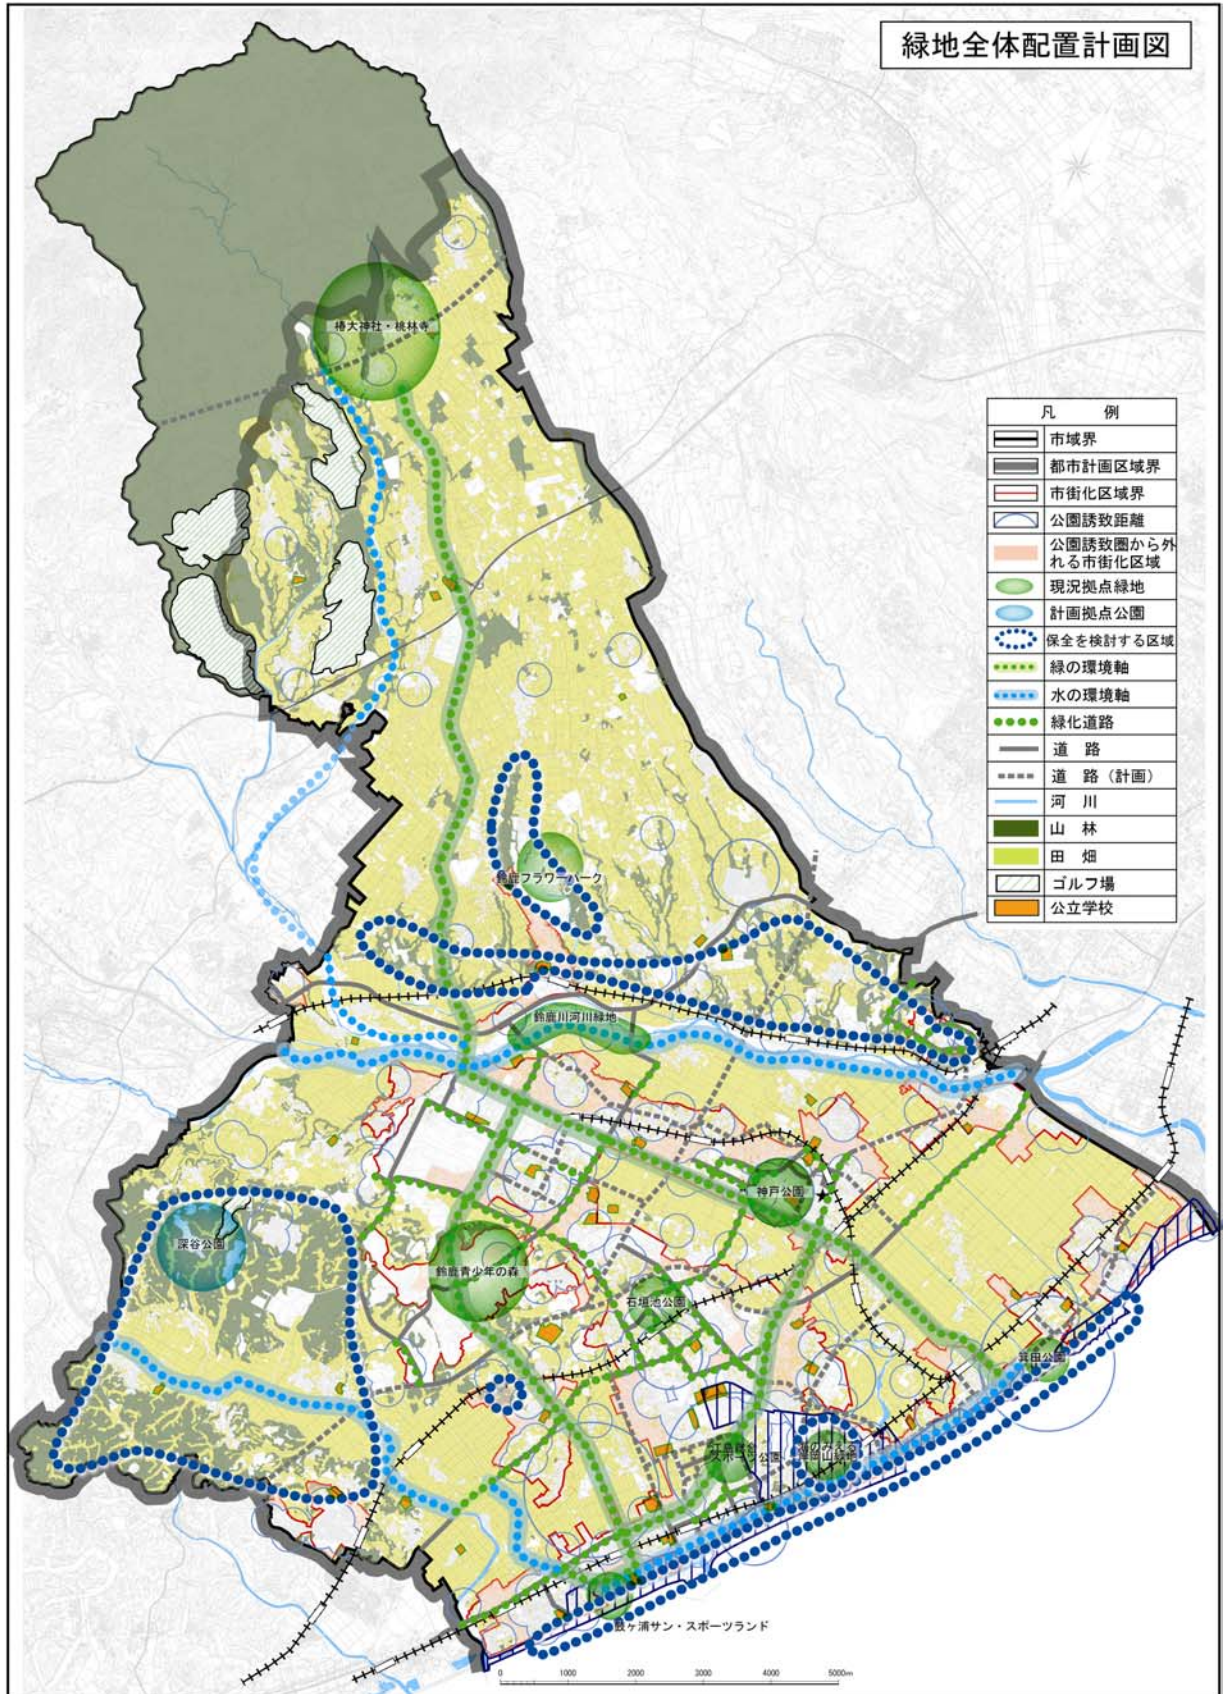 緑地全体配置計画図
椿大神社・桃林寺
凡　例
市域界
都市計画区域界
市街化区域界
公園誘致距離
公園誘致圏から外
れる市街化区域
現況拠点緑地
計画拠点公園
保全を検討する区域
緑の環境軸
水の環境軸
緑化道路
道　路
道　路（計画）
河　川
山　林
田　畑
ゴルフ場
公立学校
鈴鹿フラワーパーク
鈴鹿川河川緑地
神戸公園
深谷公園
鈴鹿青少年の森
石垣池公園
箕田公園
鼓ヶ浦サン・スポーツランド
0 1000 2000 3000 4000 5000m